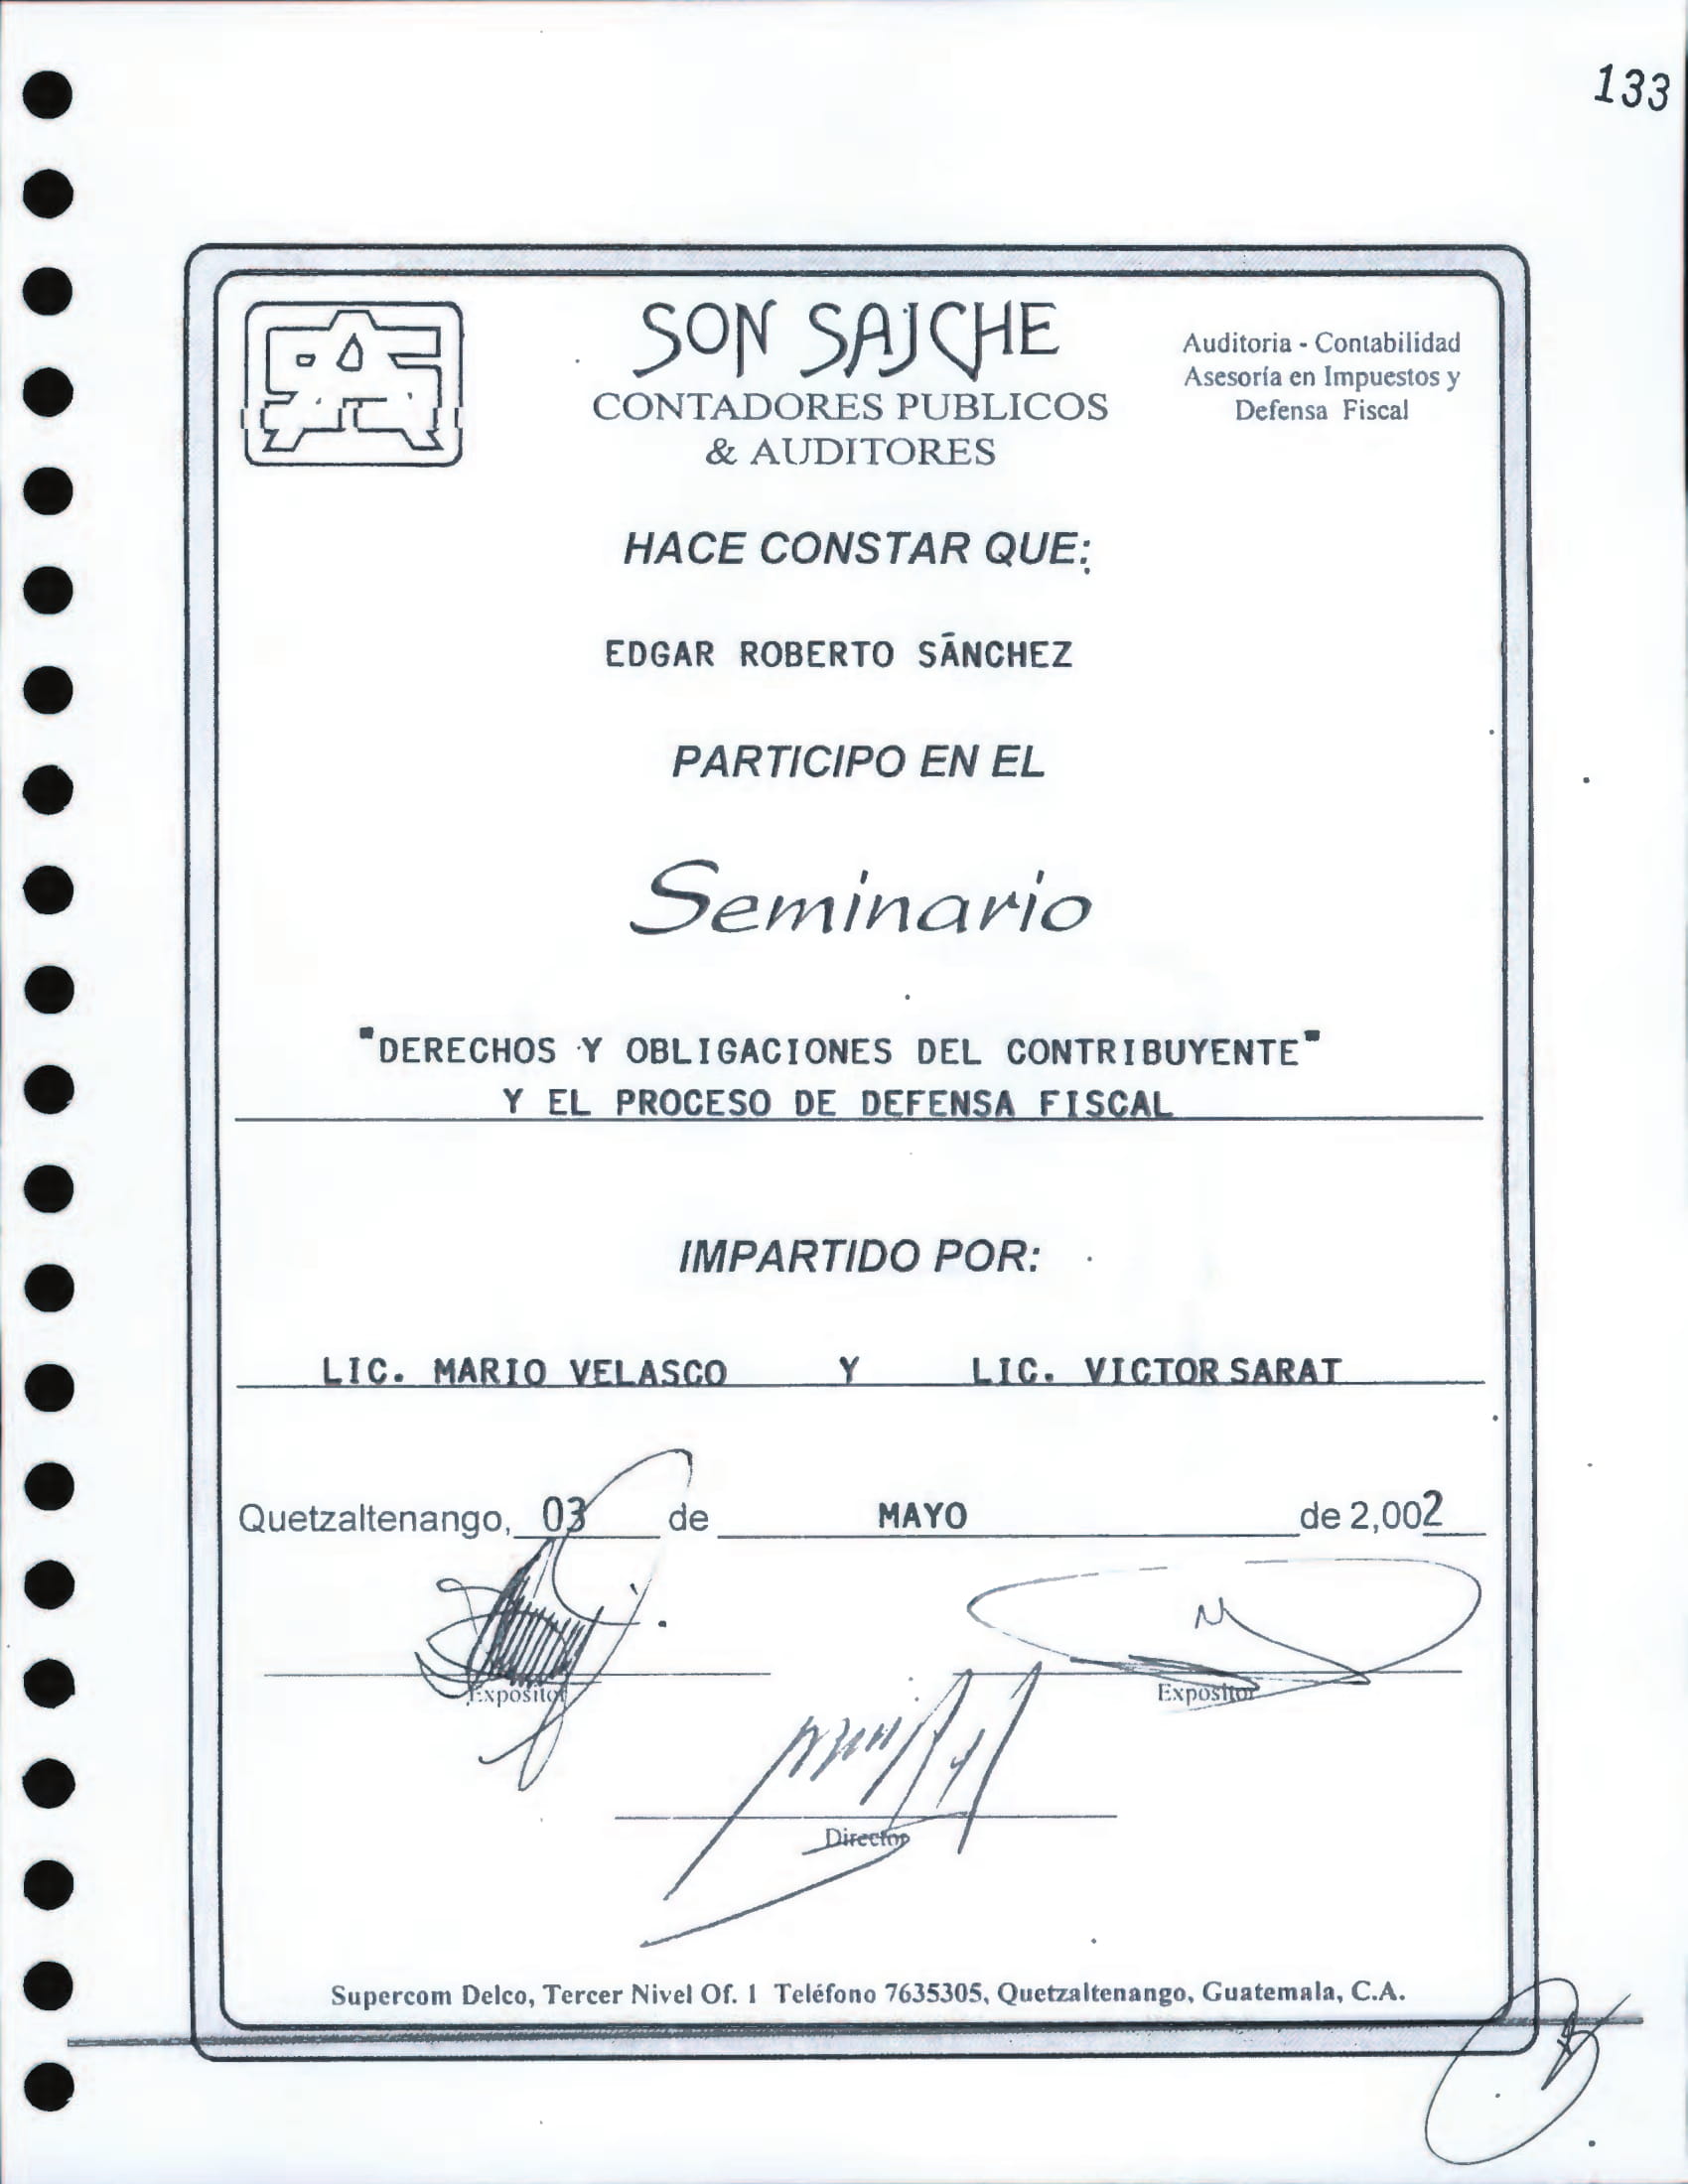 133
SON SAJCHE
CONTADORES PUBLICOS
& AUDITORES
Auditoria - Contabilidad
Asesoría en Impuestos y
Defensa Fiscal
HACE CONSTAR QUE:
EDGAR ROBERTO SÁNCHEZ
PARTICIPO EN EL
Seminario
"DERECHOS Y OBLIGACIONES DEL CONTRIBUYENTE"
Y EL PROCESO DE DEFENSA FISCAL
IMPARTIDO POR:
LIC. MARIO VELASCO Y LIC. VICTOR SARAT
Quetzaltenango, 03 de MAYO de 2,002
Expositor
Expositor
Director
Supercom Delco, Tercer Nivel Of. 1 Teléfono 7635305, Quetzaltenango, Guatemala, C.A.